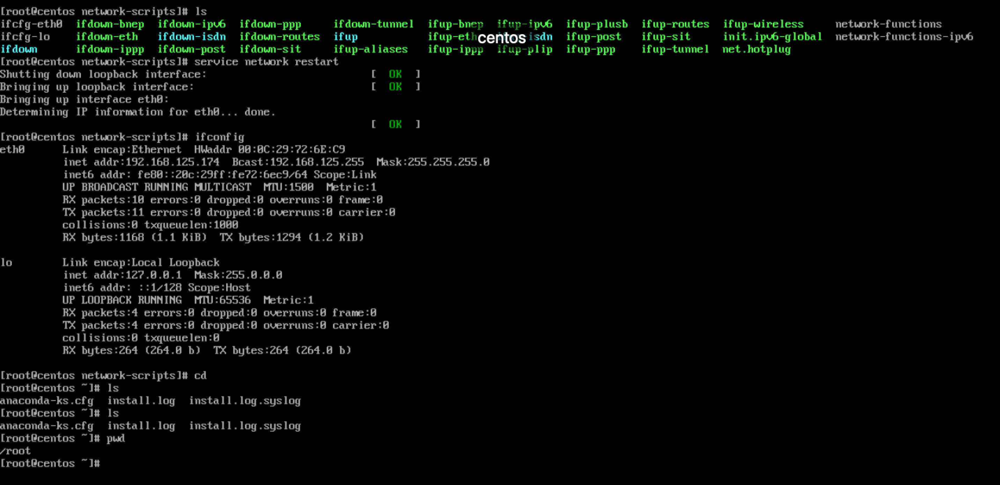 [root@centos network-scripts]# ls
ifcfg-eth0  ifdown-bnep  ifdown-ipv6  ifdown-ppp     ifdown-tunnel  ifup-bnep  ifup-ipv6  ifup-plusb  ifup-routes  ifup-wireless     network-functions
ifcfg-lo    ifdown-eth   ifdown-isdn  ifdown-routes  ifup           ifup-eth   centos isdn  ifup-post   ifup-sit     init.ipv6-global  network-functions-ipv6
ifdown      ifdown-ippp  ifdown-post  ifdown-sit     ifup-aliases   ifup-ippp  ifup-plip  ifup-ppp    ifup-tunnel  net.hotplug
[root@centos network-scripts]# service network restart
Shutting down loopback interface:                          [  OK  ]
Bringing up loopback interface:                            [  OK  ]
Bringing up interface eth0:
Determining IP information for eth0... done.
                                                           [  OK  ]
[root@centos network-scripts]# ifconfig
eth0      Link encap:Ethernet  HWaddr 00:0C:29:72:6E:C9
          inet addr:192.168.125.174  Bcast:192.168.125.255  Mask:255.255.255.0
          inet6 addr: fe80::20c:29ff:fe72:6ec9/64 Scope:Link
          UP BROADCAST RUNNING MULTICAST  MTU:1500  Metric:1
          RX packets:10 errors:0 dropped:0 overruns:0 frame:0
          TX packets:11 errors:0 dropped:0 overruns:0 carrier:0
          collisions:0 txqueuelen:1000
          RX bytes:1168 (1.1 KiB)  TX bytes:1294 (1.2 KiB)
lo        Link encap:Local Loopback
          inet addr:127.0.0.1  Mask:255.0.0.0
          inet6 addr: ::1/128 Scope:Host
          UP LOOPBACK RUNNING  MTU:65536  Metric:1
          RX packets:4 errors:0 dropped:0 overruns:0 frame:0
          TX packets:4 errors:0 dropped:0 overruns:0 carrier:0
          collisions:0 txqueuelen:0
          RX bytes:264 (264.0 b)  TX bytes:264 (264.0 b)
[root@centos network-scripts]# cd
[root@centos ~]# ls
anaconda-ks.cfg  install.log  install.log.syslog
[root@centos ~]# ls
anaconda-ks.cfg  install.log  install.log.syslog
[root@centos ~]# pwd
/root
[root@centos ~]#